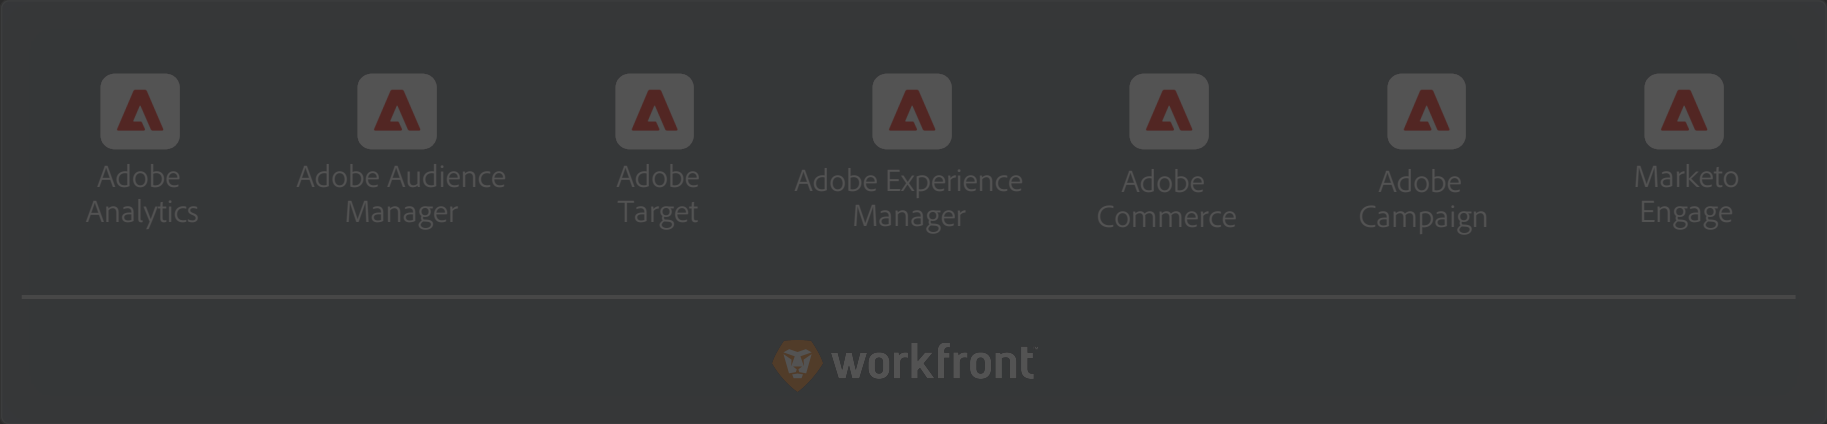 Adobe
Analytics
Adobe Audience
Manager
Adobe
Target
Adobe Experience
Manager
Adobe
Commerce
Adobe
Campaign
Marketo
Engage
workfront